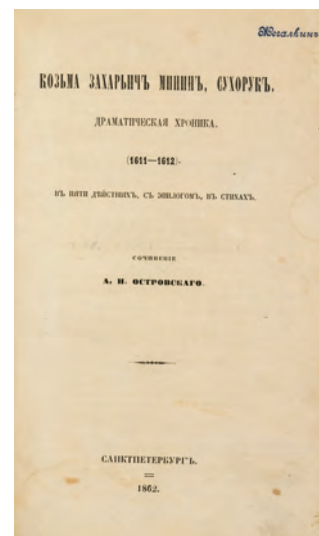 Жегалкинъ
КОЗЬМА ЗАХАРЬИЧЪ МИНИНЪ, СУХОРУКЪ.
ДРАМАТИЧЕСКАЯ ХРОНИКА.
(1611—1612).
ВЪ ПЯТИ ДѢЙСТВІЯХЪ, СЪ ЭПИЛОГОМЪ, ВЪ СТИХАХЪ.
СОЧИНЕНІЕ
А. Н. ОСТРОВСКАГО.
САНКТПЕТЕРБУРГЪ.
1862.